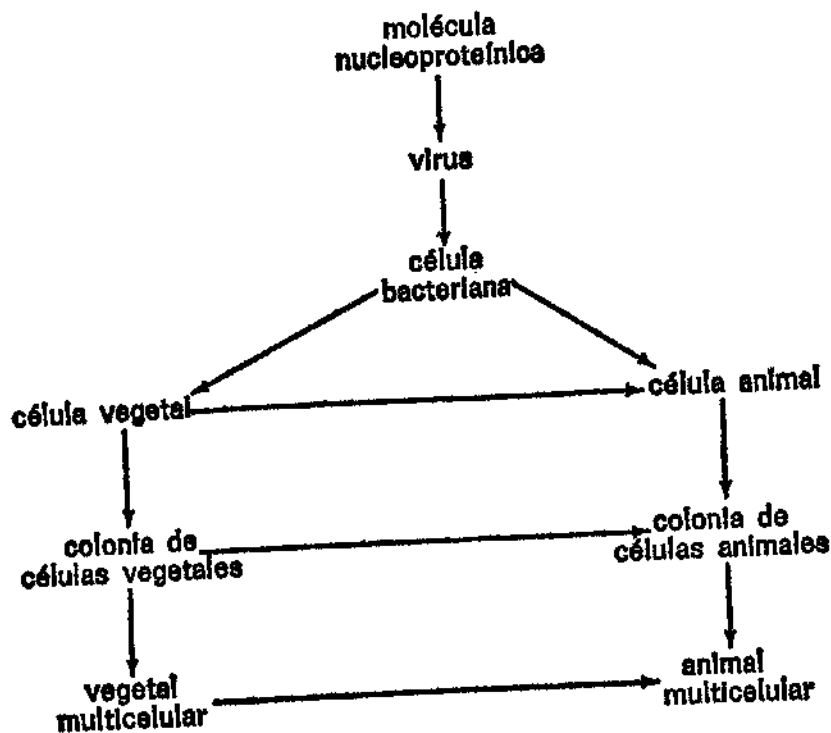 molécula
nucleoproteínica
virus
célula
bacteriana
célula vegetal
célula animal
colonia de
células vegetales
colonia de
células animales
vegetal
multicelular
animal
multicelular